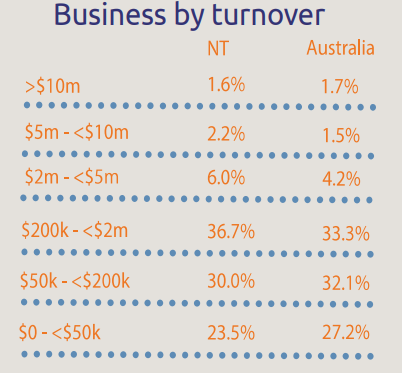 Business by turnover
NT Australia
>$10m 1.6% 1.7%
$5m - <$10m 2.2% 1.5%
$2m - <$5m 6.0% 4.2%
$200k - <$2m 36.7% 33.3%
$50k - <$200k 30.0% 32.1%
$0 - <$50k 23.5% 27.2%